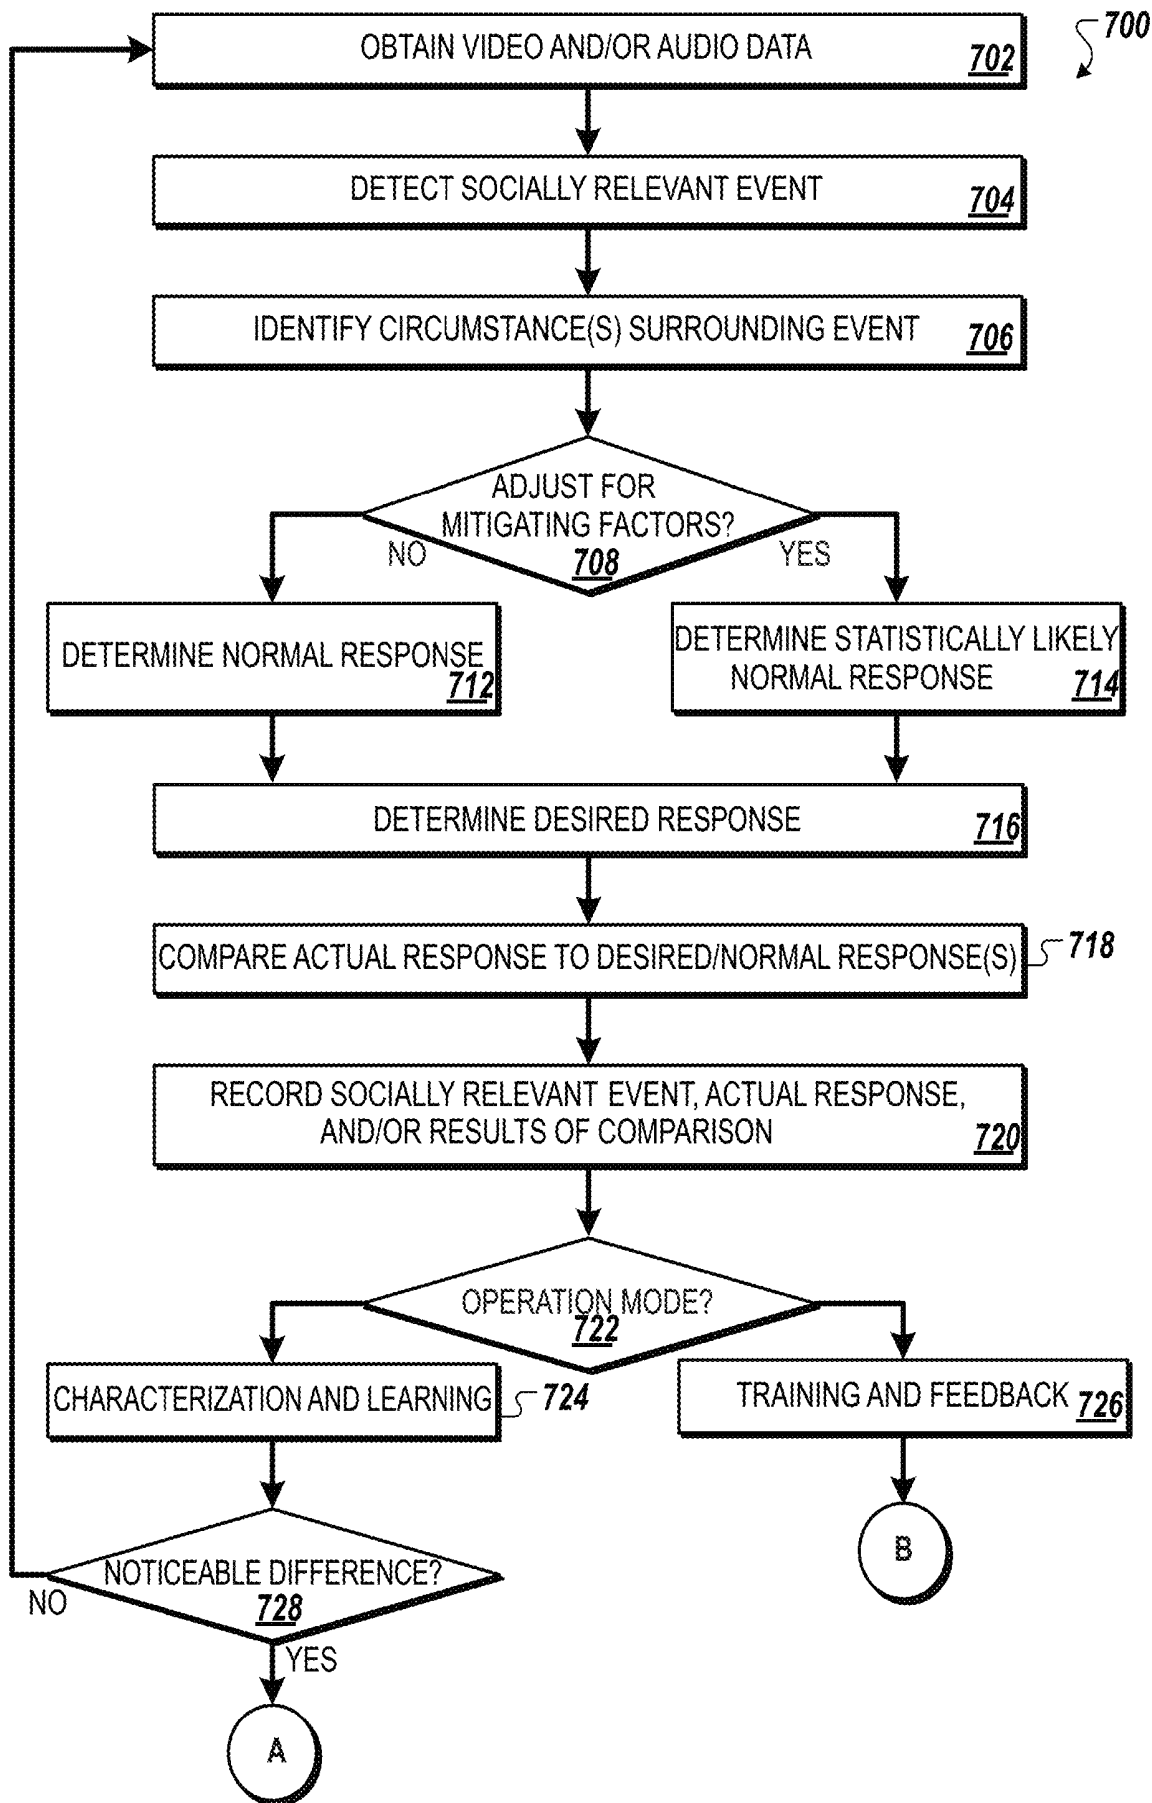 700
OBTAIN VIDEO AND/OR AUDIO DATA 702
DETECT SOCIALLY RELEVANT EVENT 704
IDENTIFY CIRCUMSTANCE(S) SURROUNDING EVENT 706
ADJUST FOR
MITIGATING FACTORS?
708
NO
YES
DETERMINE NORMAL RESPONSE
712
DETERMINE STATISTICALLY LIKELY
NORMAL RESPONSE 714
DETERMINE DESIRED RESPONSE 716
COMPARE ACTUAL RESPONSE TO DESIRED/NORMAL RESPONSE(S) 718
RECORD SOCIALLY RELEVANT EVENT, ACTUAL RESPONSE,
AND/OR RESULTS OF COMPARISON 720
OPERATION MODE?
722
CHARACTERIZATION AND LEARNING 724
TRAINING AND FEEDBACK 726
B
NOTICEABLE DIFFERENCE?
728
NO
YES
A